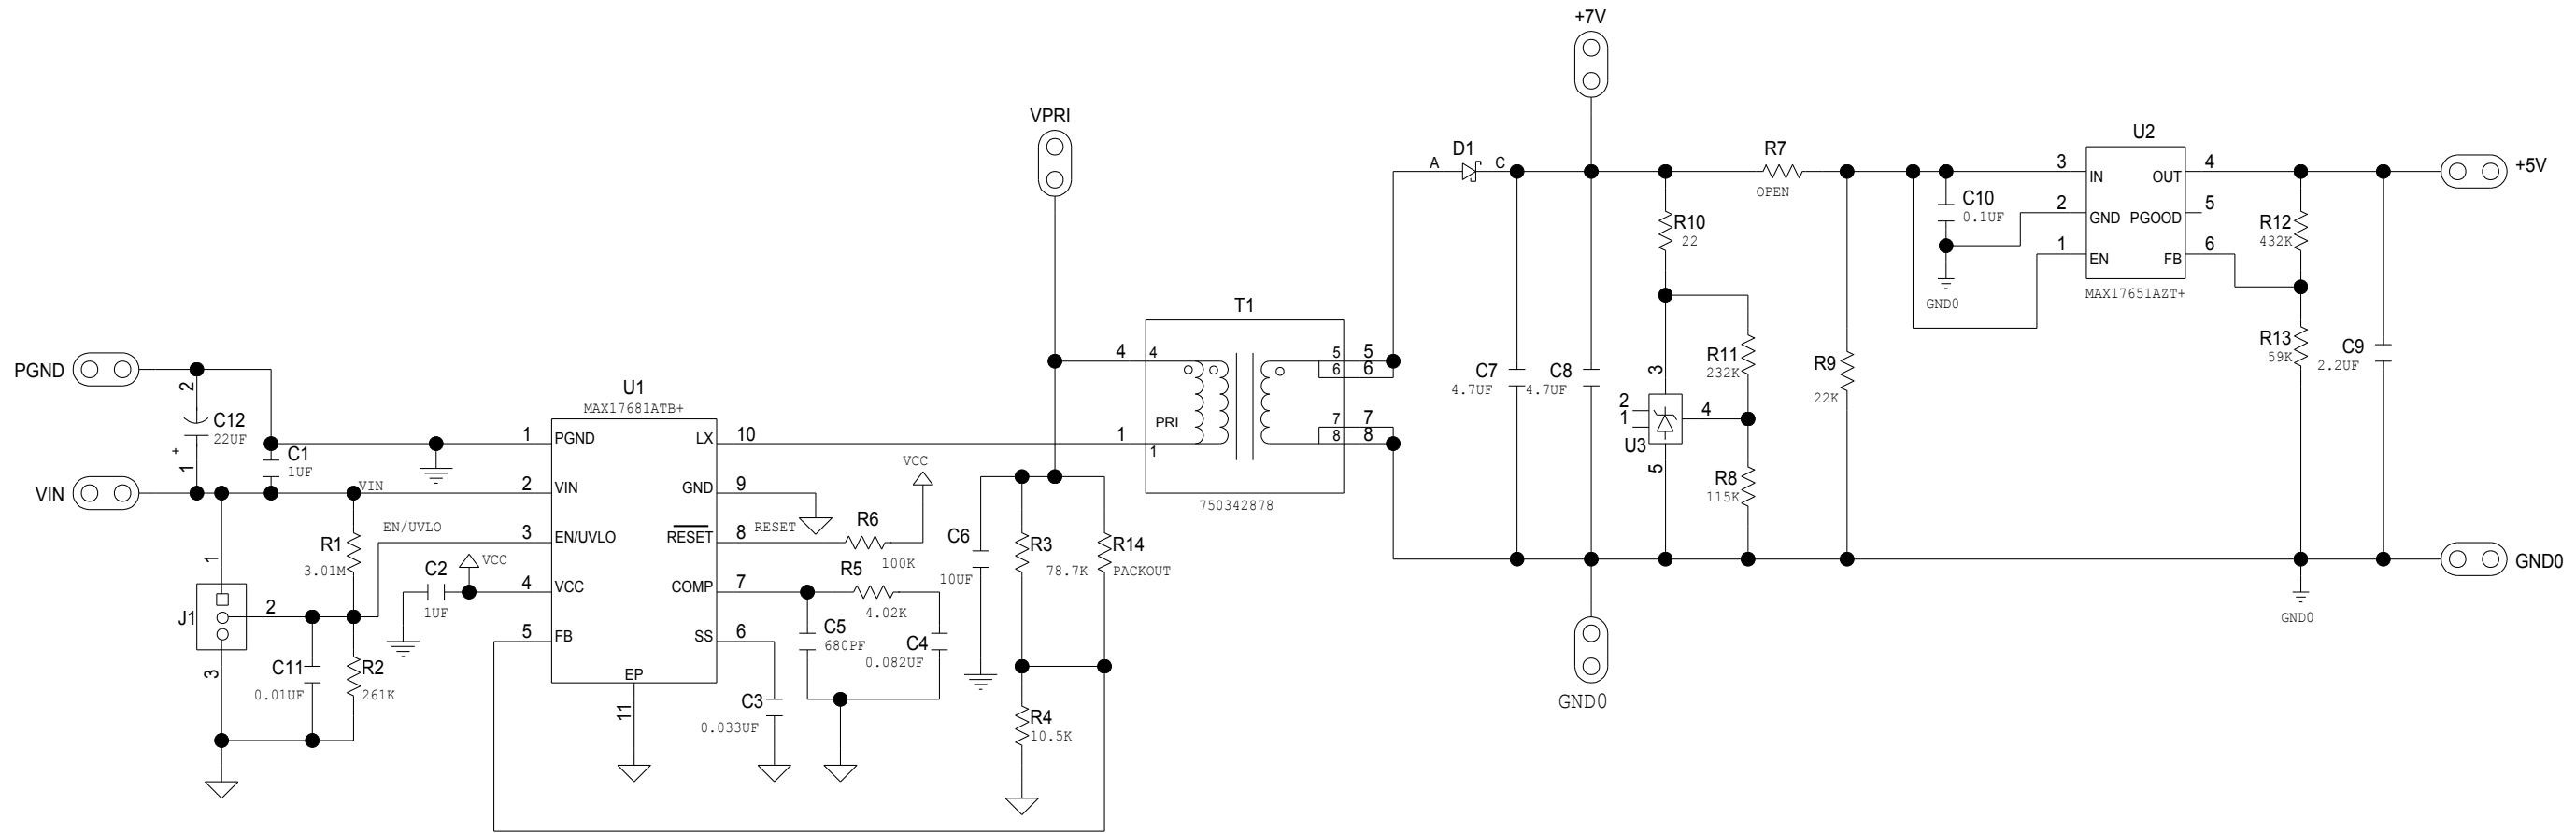 +7V
VPRI
D1
A
C
R7
OPEN
U2
3
IN
OUT
4
+5V
C10
0.1UF
2
GND
PGOOD
5
R10
22
R12
432K
1
EN
FB
6
GND0
MAX17651AZT+
T1
4
4
5
5
6
6
PRI
7
7
8
8
1
1
750342878
C7
4.7UF
C8
4.7UF
3
R11
232K
2
1
4
U3
5
R8
115K
R9
22K
R13
59K
C9
2.2UF
PGND
2
C12
22UF
+
1
C1
1UF
VIN
VIN
U1
MAX17681ATB+
1
PGND
LX
10
2
VIN
GND
9
VCC
EN/UVLO
3
EN/UVLO
RESET
8
RESET
R6
100K
R1
3.01M
1
C2
1UF
VCC
4
VCC
COMP
7
R5
4.02K
J1
2
3
5
FB
SS
6
C5
680PF
C4
0.082UF
C11
0.01UF
R2
261K
EP
11
C3
0.033UF
C6
10UF
R3
78.7K
R14
PACKOUT
R4
10.5K
GND0
GND0
GND0